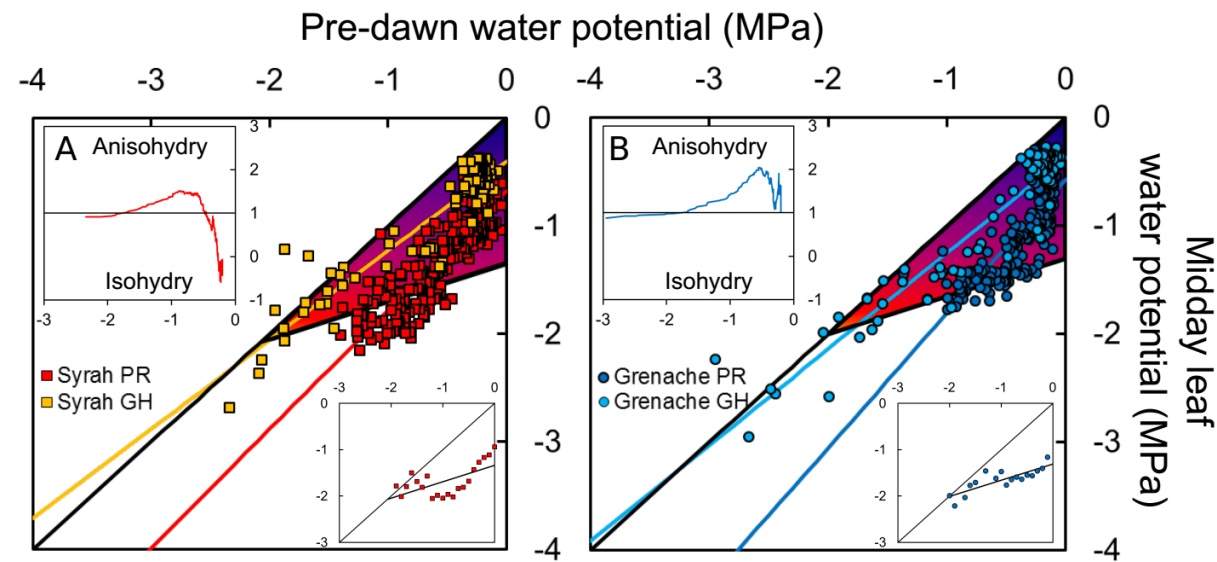 Pre-dawn water potential (MPa)
-4 -3 -2 -1 0
-4 -3 -2 -1 0
A
Anisohydry
Isohydry
3
2
1
0
-1
-3 -2 -1 0
Syrah PR
Syrah GH
-3 -2 -1 0
0
-1
-2
-3
0
-1
-2
-3
-4
B
Anisohydry
Isohydry
3
2
1
0
-1
-3 -2 -1 0
Grenache PR
Grenache GH
-3 -2 -1 0
0
-1
-2
-3
0
-1
-2
-3
-4
Midday leaf
water potential (MPa)